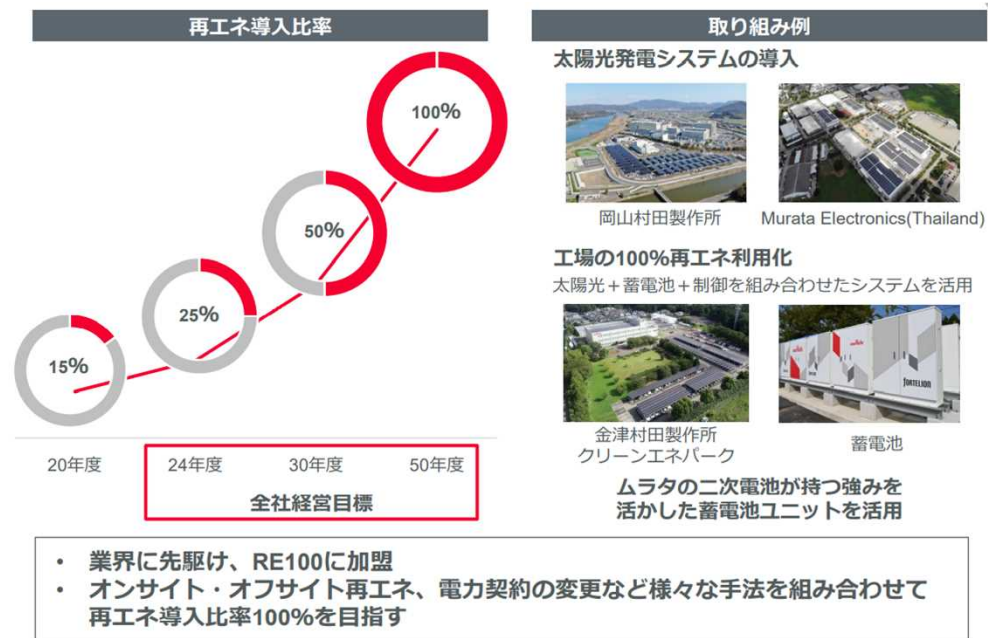 再エネ導入比率
15%
25%
50%
100%
20年度
24年度
30年度
50年度
全社経営目標
取り組み例
太陽光発電システムの導入
岡山村田製作所
Murata Electronics(Thailand)
工場の100%再エネ利用化
太陽光＋蓄電池＋制御を組み合わせたシステムを活用
金津村田製作所
クリーンエネパーク
FORTELION
蓄電池
ムラタの二次電池が持つ強みを
活かした蓄電池ユニットを活用
• 業界に先駆け、RE100に加盟
• オンサイト・オフサイト再エネ、電力契約の変更など様々な手法を組み合わせて
再エネ導入比率100%を目指す